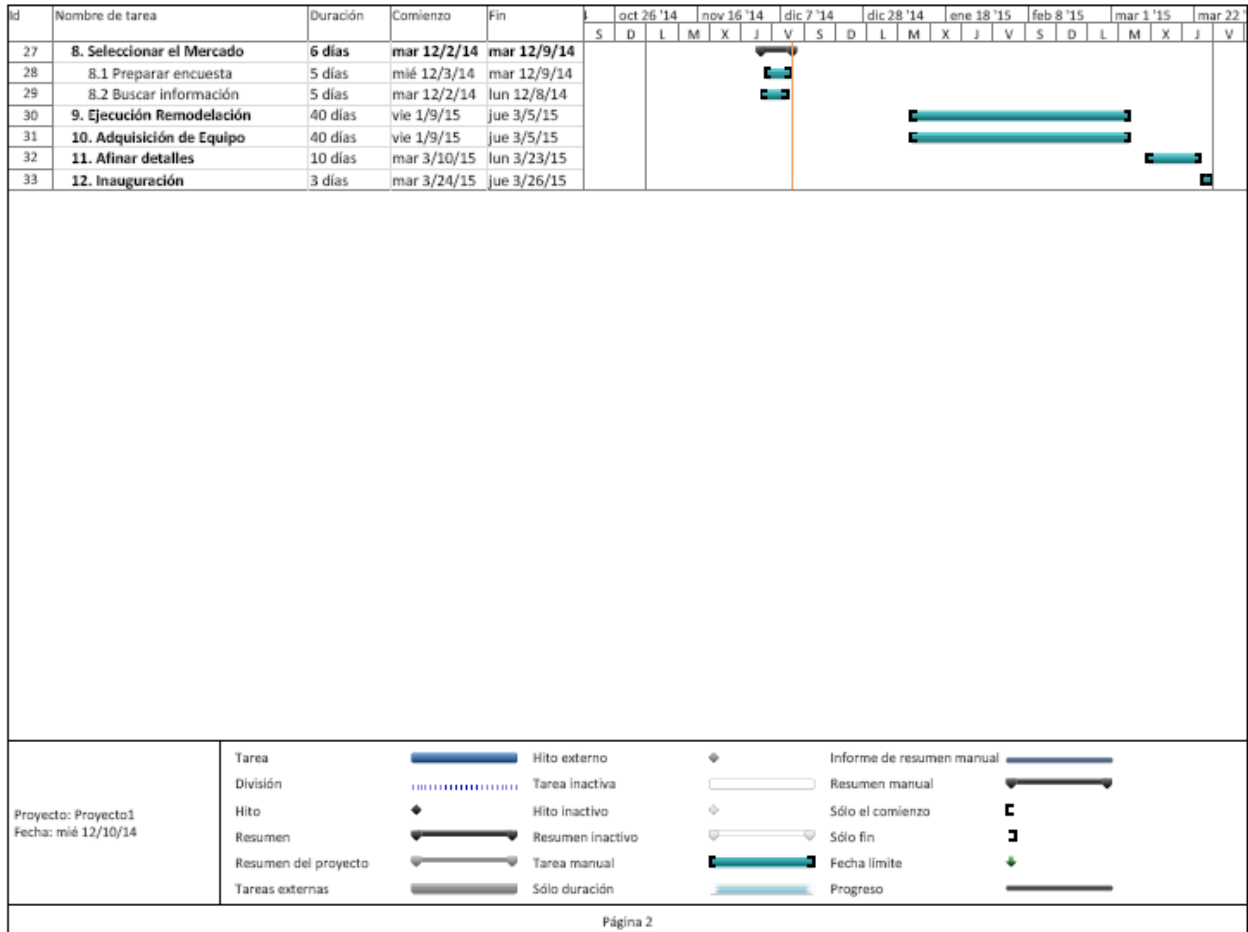 Id Nombre de tarea Duración Comienzo Fin oct 26 '14 nov 16 '14 dic 7 '14 dic 28 '14 ene 18 '15 feb 8 '15 mar 1 '15 mar 22 '
S D L M X J V S D L M X J V S D L M X J V
27 8. Seleccionar el Mercado 6 días mar 12/2/14 mar 12/9/14
28 8.1 Preparar encuesta 5 días mié 12/3/14 mar 12/9/14
29 8.2 Buscar información 5 días mar 12/2/14 lun 12/8/14
30 9. Ejecución Remodelación 40 días vie 1/9/15 jue 3/5/15
31 10. Adquisición de Equipo 40 días vie 1/9/15 jue 3/5/15
32 11. Afinar detalles 10 días mar 3/10/15 lun 3/23/15
33 12. Inauguración 3 días mar 3/24/15 jue 3/26/15
Proyecto: Proyecto1
Fecha: mié 12/10/14
Tarea Hito externo Informe de resumen manual
División Tarea inactiva Resumen manual
Hito Hito inactivo Sólo el comienzo
Resumen Resumen inactivo Sólo fin
Resumen del proyecto Tarea manual Fecha límite
Tareas externas Sólo duración Progreso
Página 2